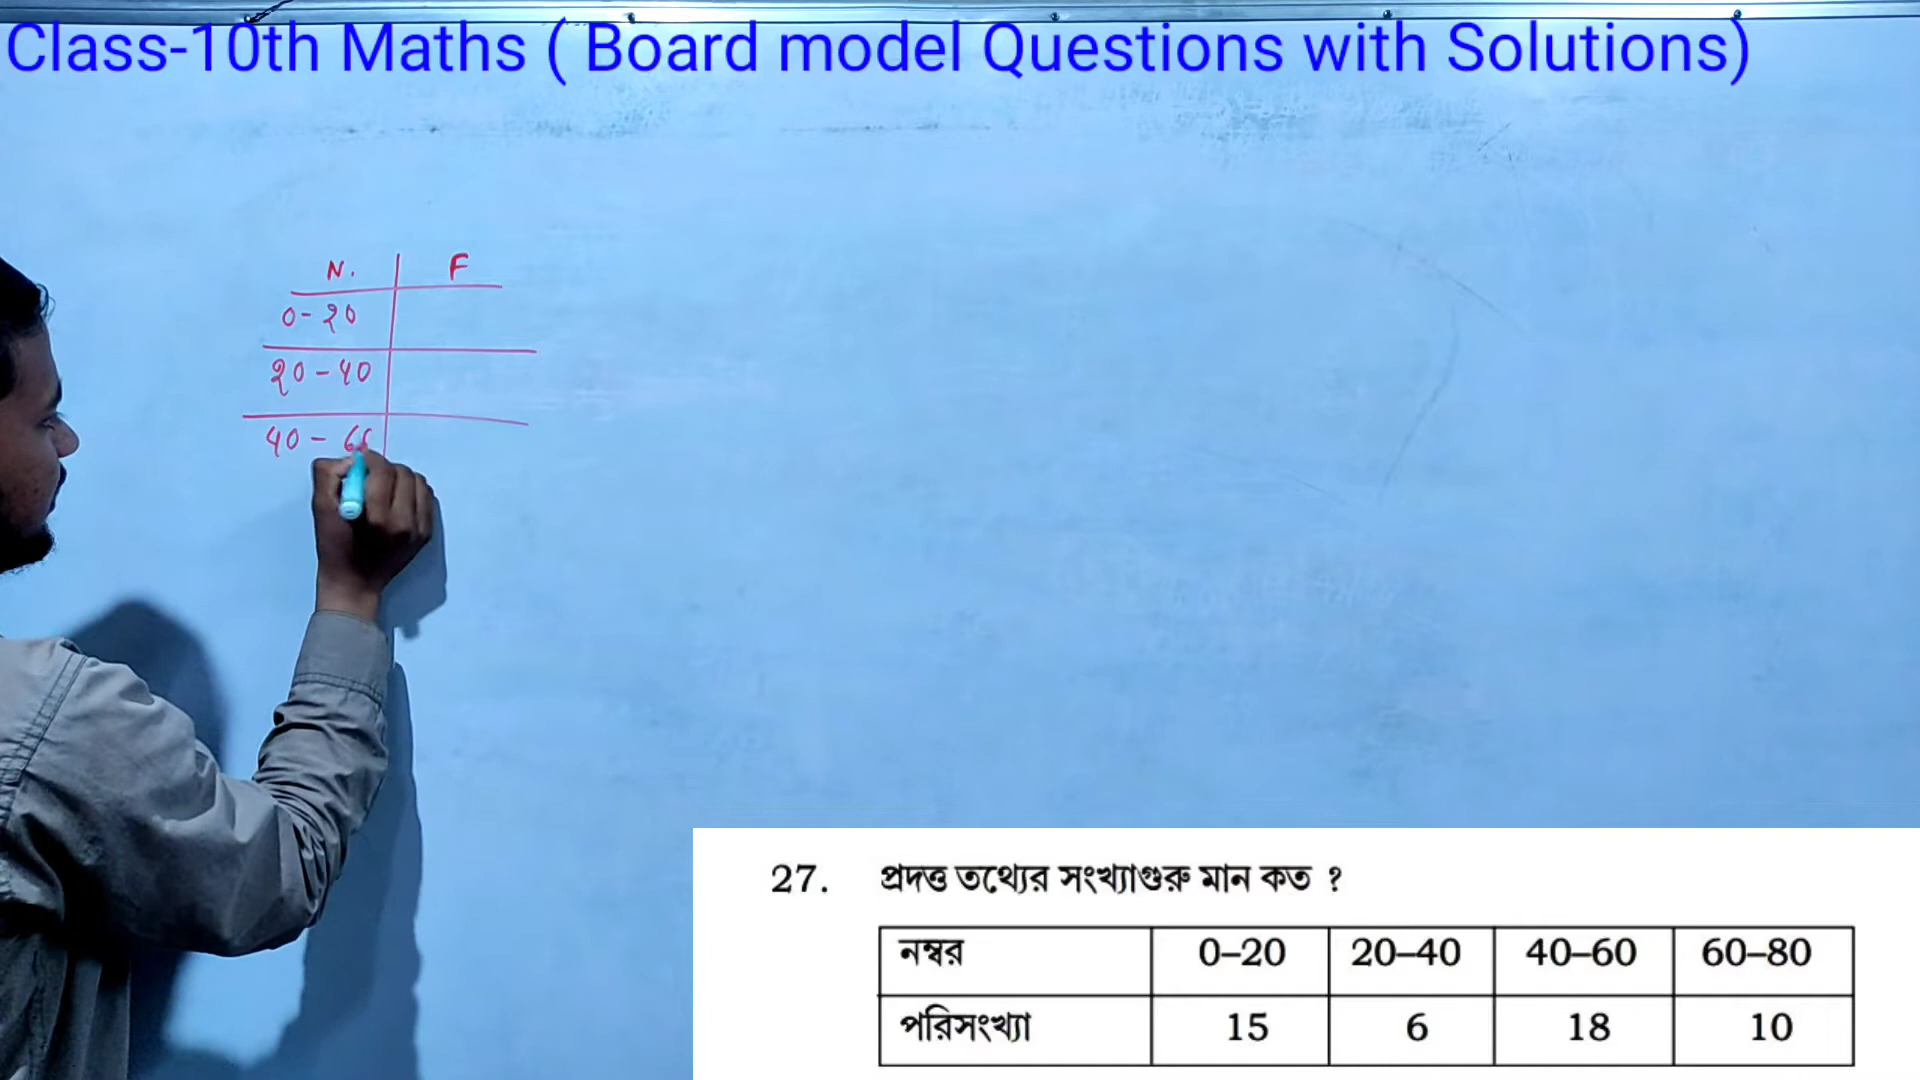 Class-10th Maths ( Board model Questions with Solutions)
N. F
0 - 20
20 - 40
40 - 60
27. প্রদত্ত তথ্যের সংখ্যাগুরু মান কত ?
নম্বর 0–20 20–40 40–60 60–80
পরিসংখ্যা 15 6 18 10